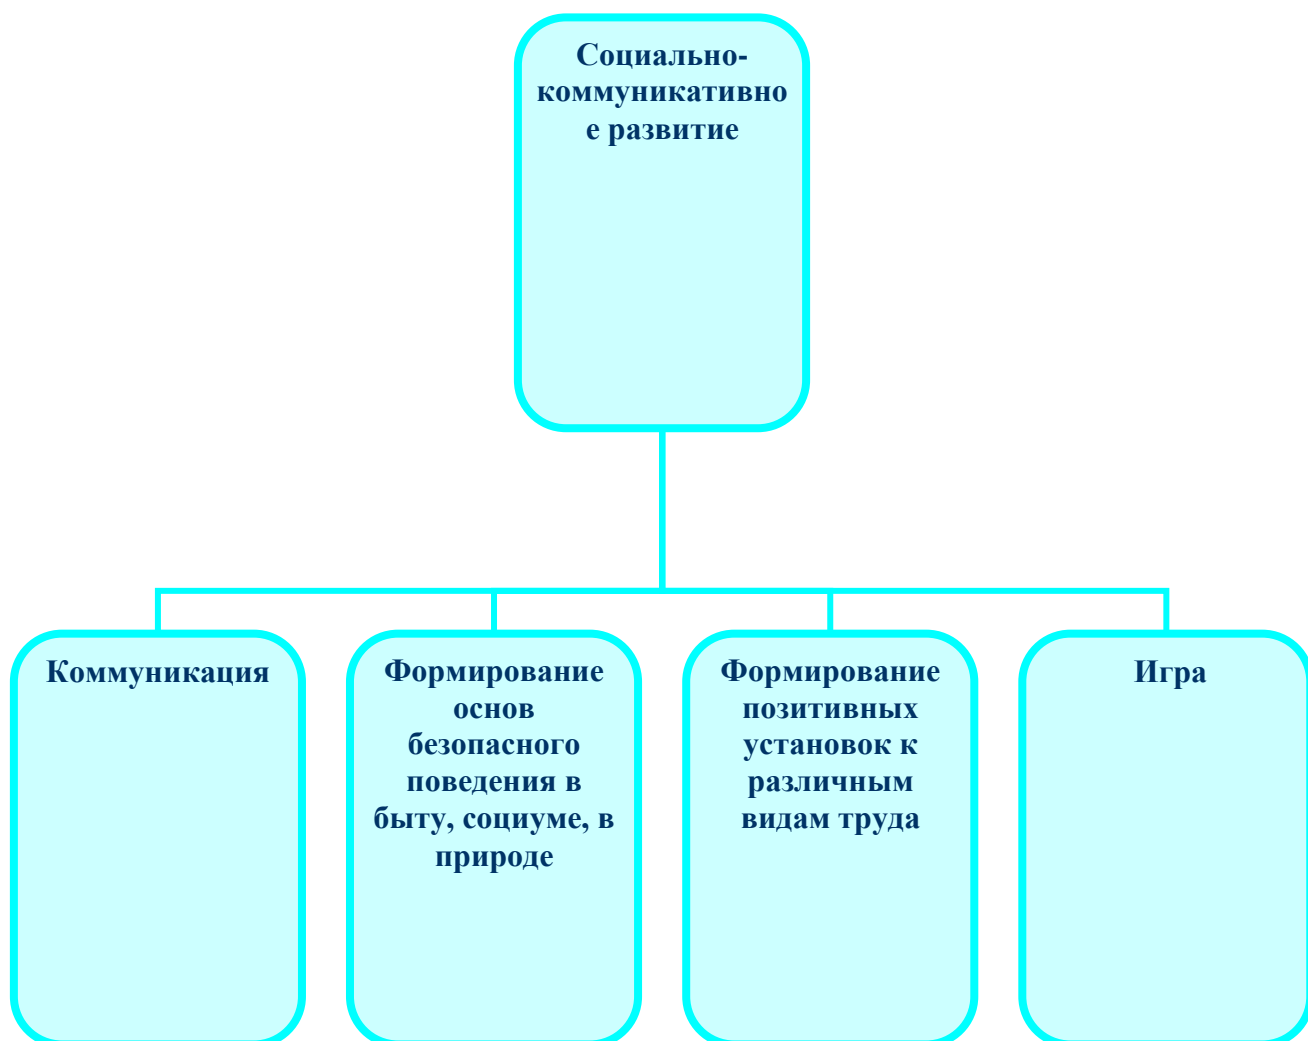 Социально-
коммуникативно
е развитие
Коммуникация
Формирование
основ
безопасного
поведения в
быту, социуме, в
природе
Формирование
позитивных
установок к
различным
видам труда
Игра